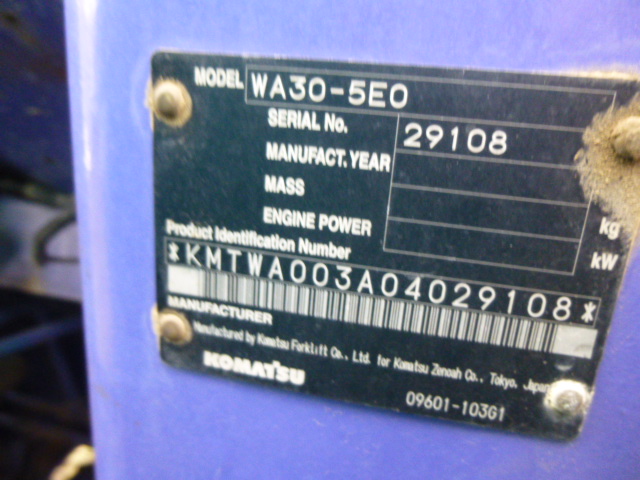 MODEL WA30-5E0
SERIAL No. 29108
MANUFACT. YEAR
MASS kg
ENGINE POWER kW
Product Identification Number
*KMTWA003A04029108*
MANUFACTURER
Manufactured by Komatsu Forklift Co., Ltd. for Komatsu Zenoah Co., Tokyo, Japan
KOMATSU
09601-103G1